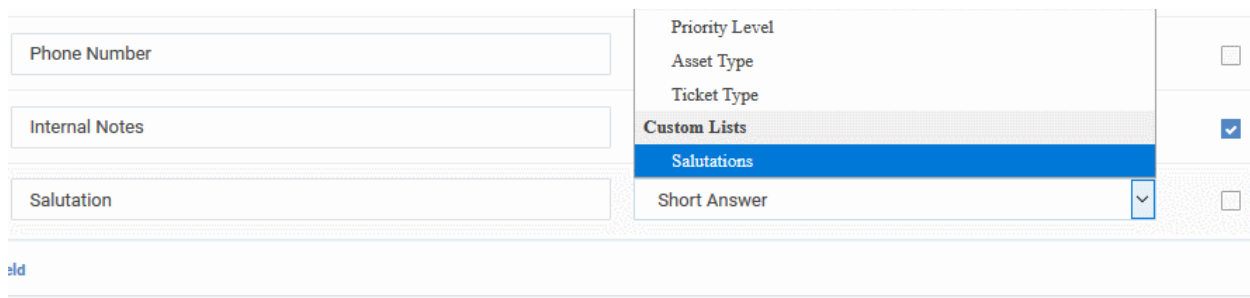 Priority Level
Phone Number
Asset Type
Ticket Type
Internal Notes
Custom Lists
Salutations
Salutation
Short Answer